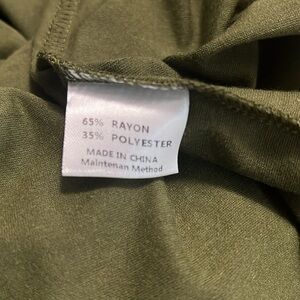 65% RAYON
35% POLYESTER
MADE IN CHINA
Maintenan Method